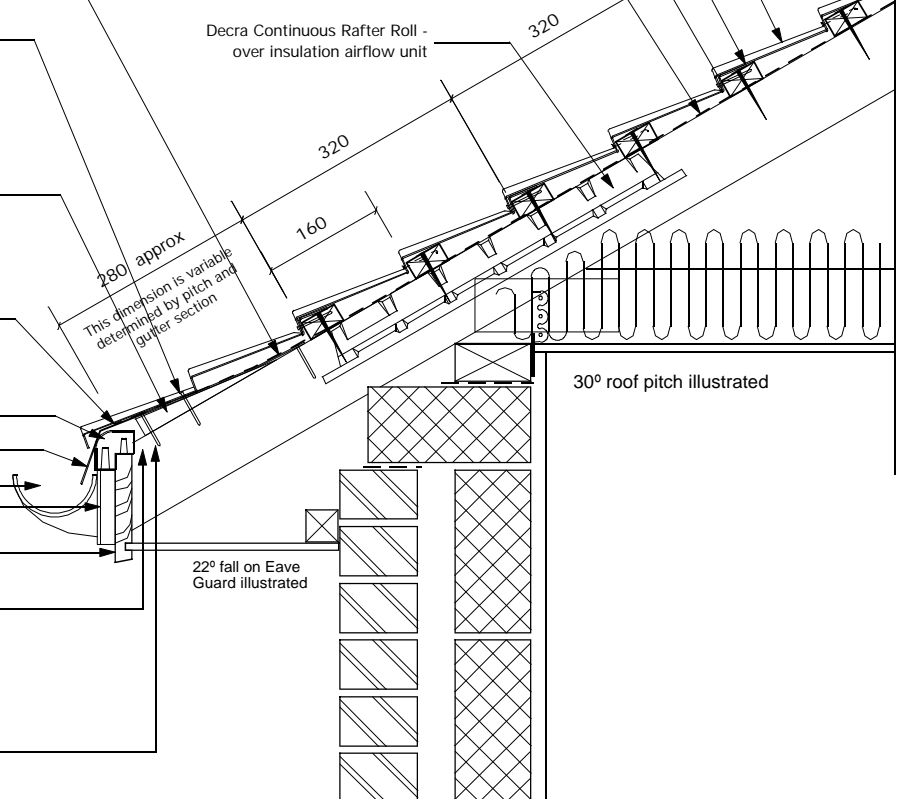 Decra Continuous Rafter Roll -
over insulation airflow unit
320
320
160
280 approx
This dimension is variable
determined by pitch and
gutter section
30º roof pitch illustrated
22º fall on Eave
Guard illustrated